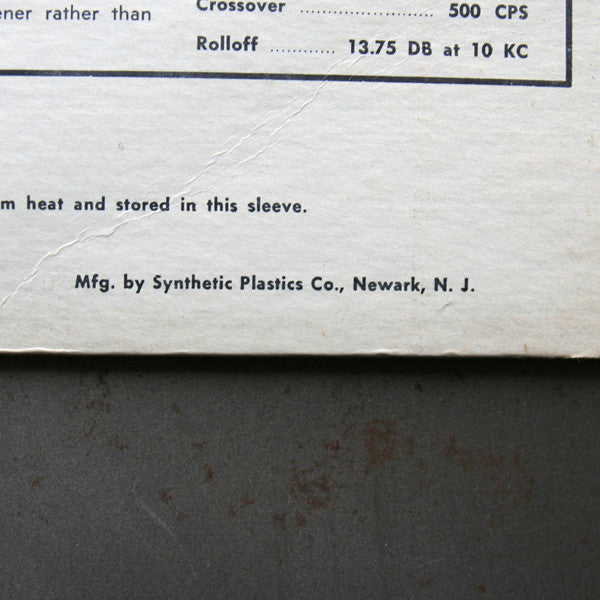 Crossover .......................... 500 CPS
ener rather than
Rolloff ............ 13.75 DB at 10 KC
m heat and stored in this sleeve.
Mfg. by Synthetic Plastics Co., Newark, N. J.